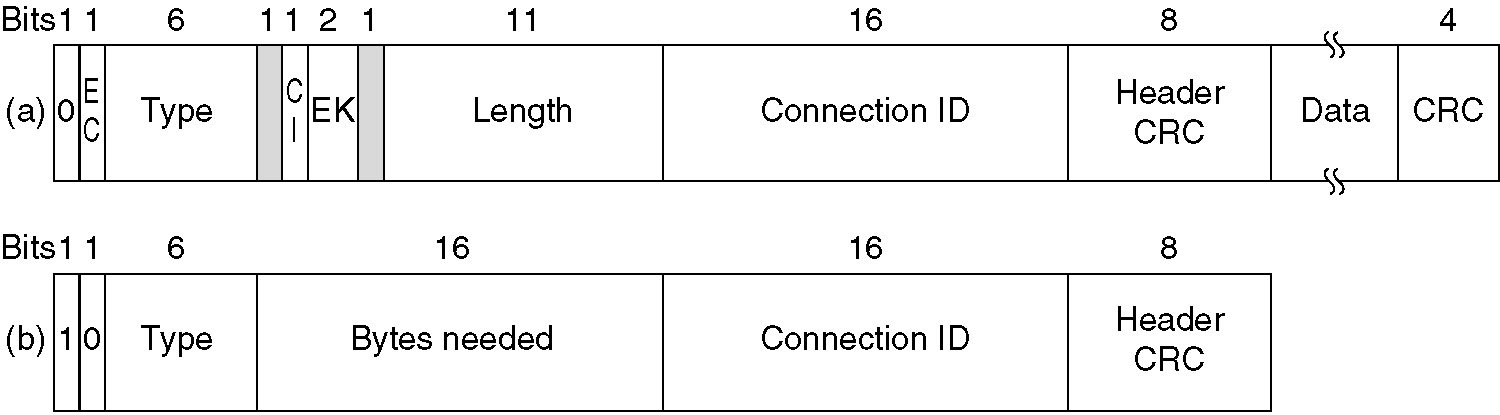 Bits 1 1 6 1 1 2 1 11 16 8 4
(a) 0 EC Type CI EK Length Connection ID Header CRC Data CRC
Bits 1 1 6 16 16 8
(b) 1 0 Type Bytes needed Connection ID Header CRC